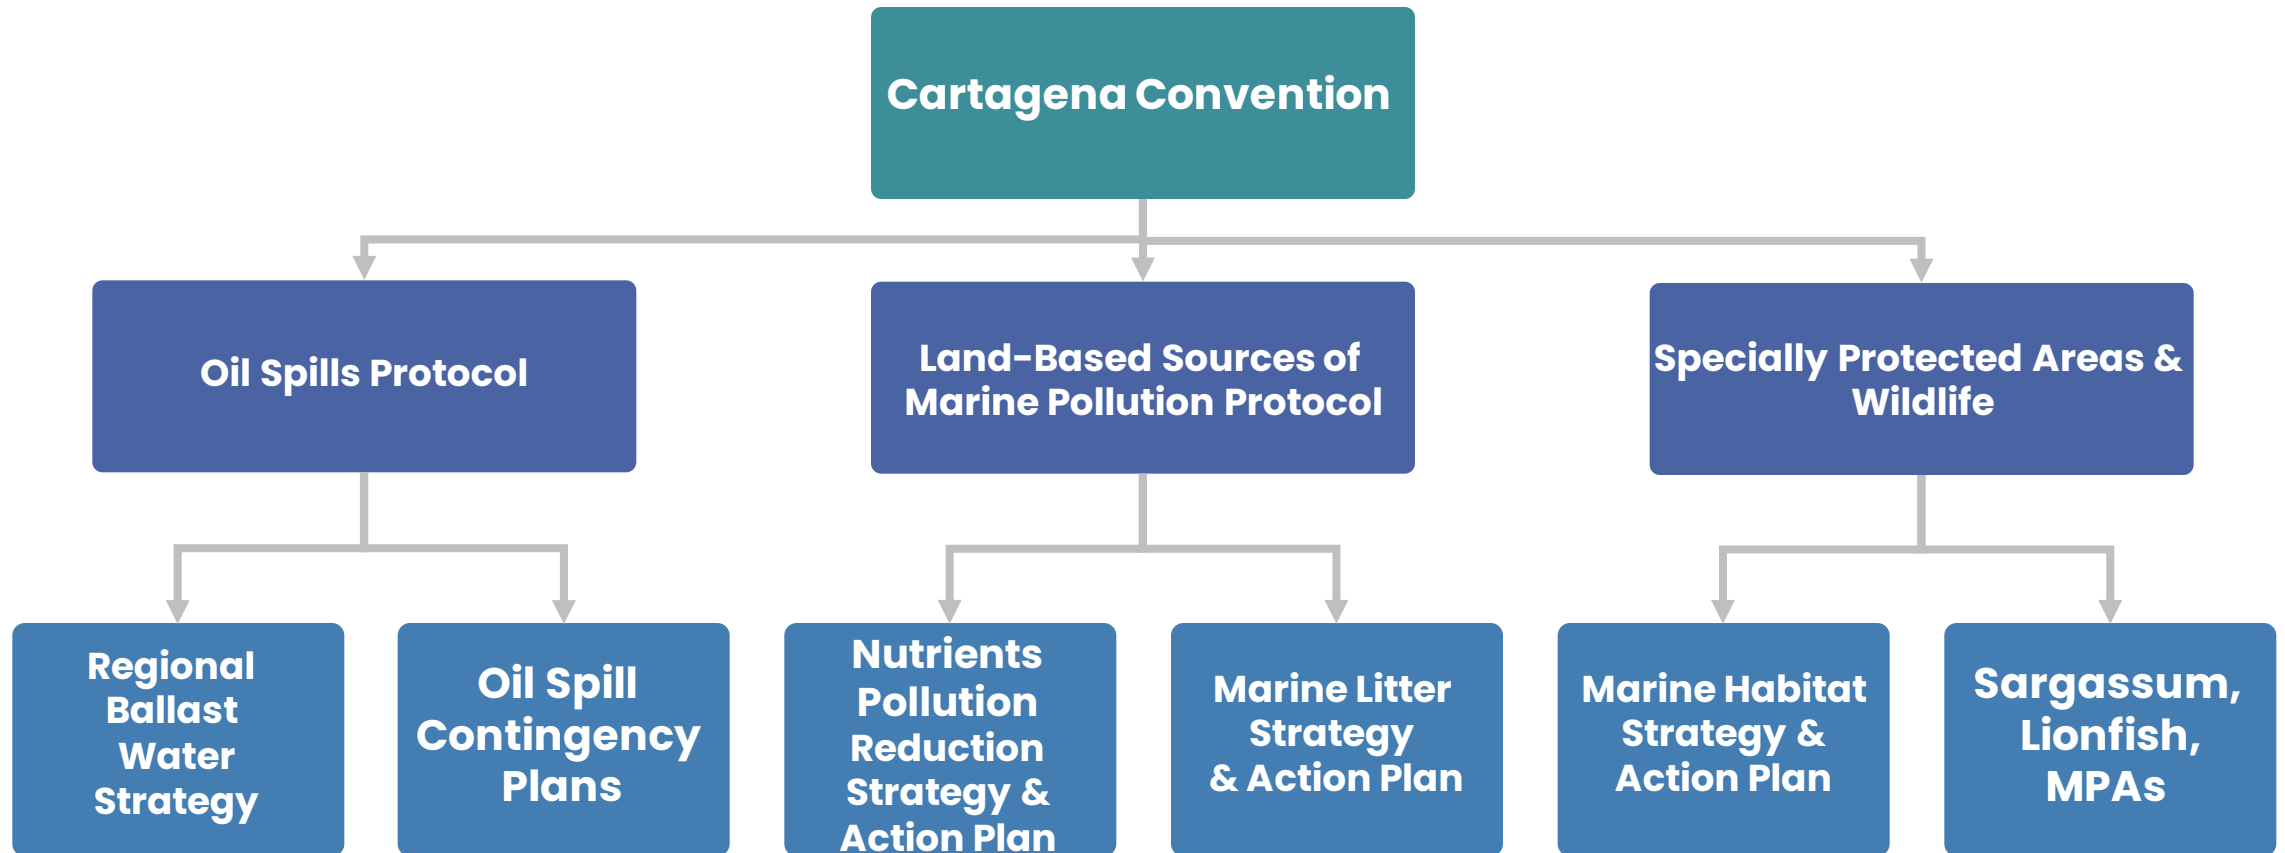 Cartagena Convention
Oil Spills Protocol
Land-Based Sources of
Marine Pollution Protocol
Specially Protected Areas &
Wildlife
Regional
Ballast
Water
Strategy
Oil Spill
Contingency
Plans
Nutrients
Pollution
Reduction
Strategy &
Action Plan
Marine Litter
Strategy
& Action Plan
Marine Habitat
Strategy &
Action Plan
Sargassum,
Lionfish,
MPAs